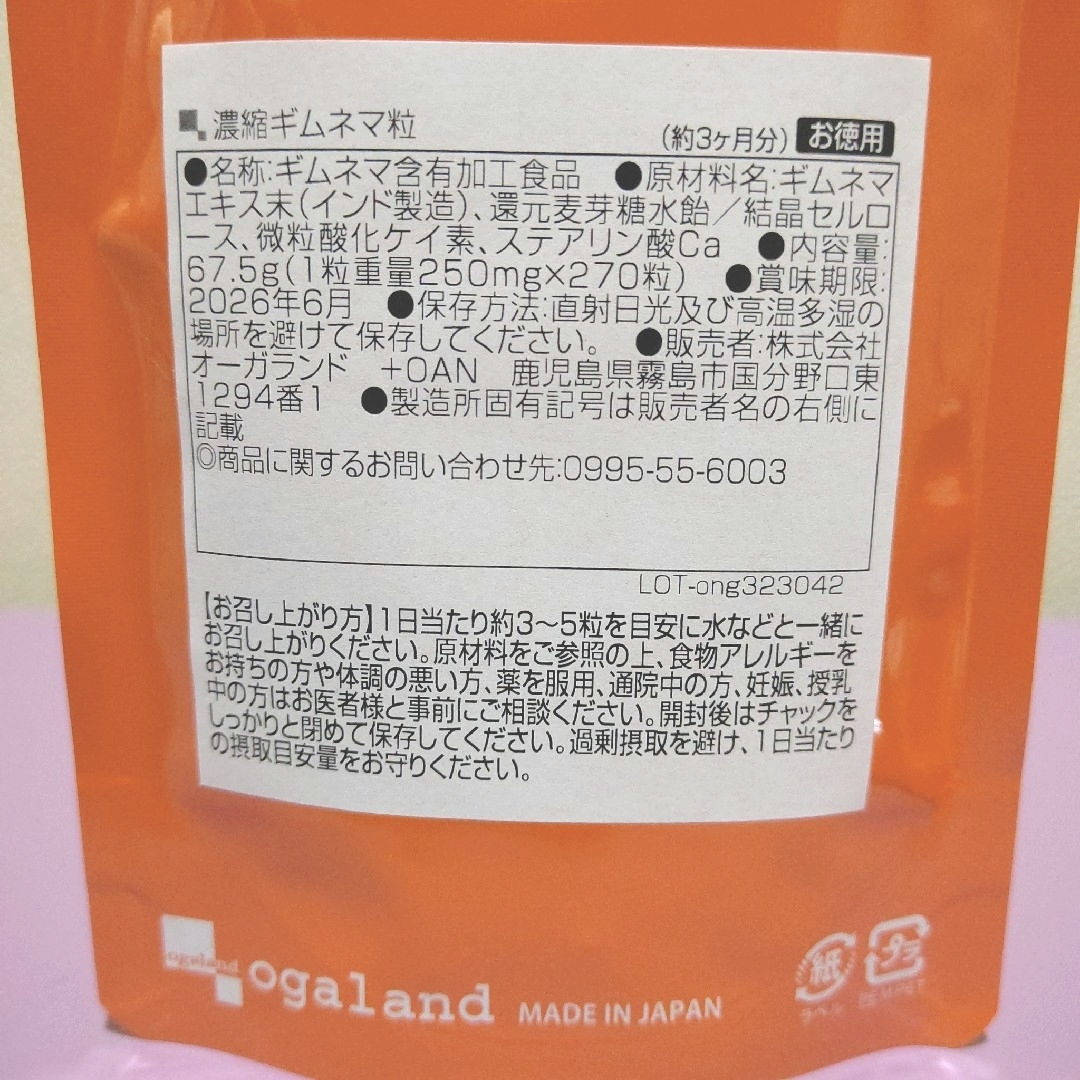 濃縮ギムネマ粒
(約3ヶ月分) お徳用
●名称:ギムネマ含有加工食品 ●原材料名:ギムネマ
エキス末(インド製造)、還元麦芽糖水飴/結晶セルロ
ース、微粒酸化ケイ素、ステアリン酸Ca ●内容量:
67.5g(1粒重量250mg×270粒) ●賞味期限:
2026年6月 ●保存方法:直射日光及び高温多湿の
場所を避けて保存してください。 ●販売者:株式会社
オーガランド +OAN 鹿児島県霧島市国分野口東
1294番1 ●製造所固有記号は販売者名の右側に
記載
◎商品に関するお問い合わせ先:0995-55-6003
LOT-ong323042
【お召し上がり方】1日当たり約3〜5粒を目安に水などと一緒に
お召し上がりください。原材料をご参照の上、食物アレルギーを
お持ちの方や体調の悪い方、薬を服用、通院中の方、妊娠、授乳
中の方はお医者様と事前にご相談ください。開封後はチャックを
しっかりと閉めて保存してください。過剰摂取を避け、1日当たり
の摂取目安量をお守りください。
ogaland
ogaland MADE IN JAPAN
紙
ラベル
プラ